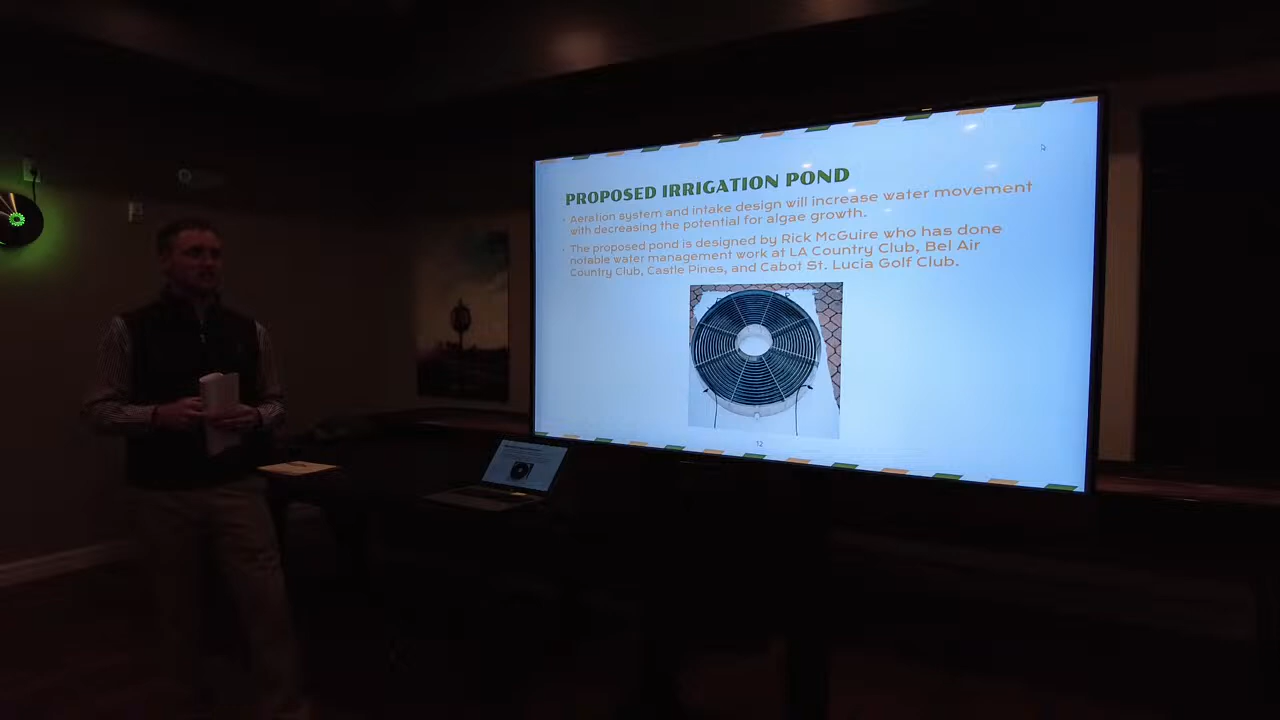 PROPOSED IRRIGATION POND
• Aeration system and intake design will increase water movement
with decreasing the potential for algae growth.
• The proposed pond is designed by Rick McGuire who has done
notable water management work at LA Country Club, Bel Air
Country Club, Castle Pines, and Cabot St. Lucia Golf Club.
12